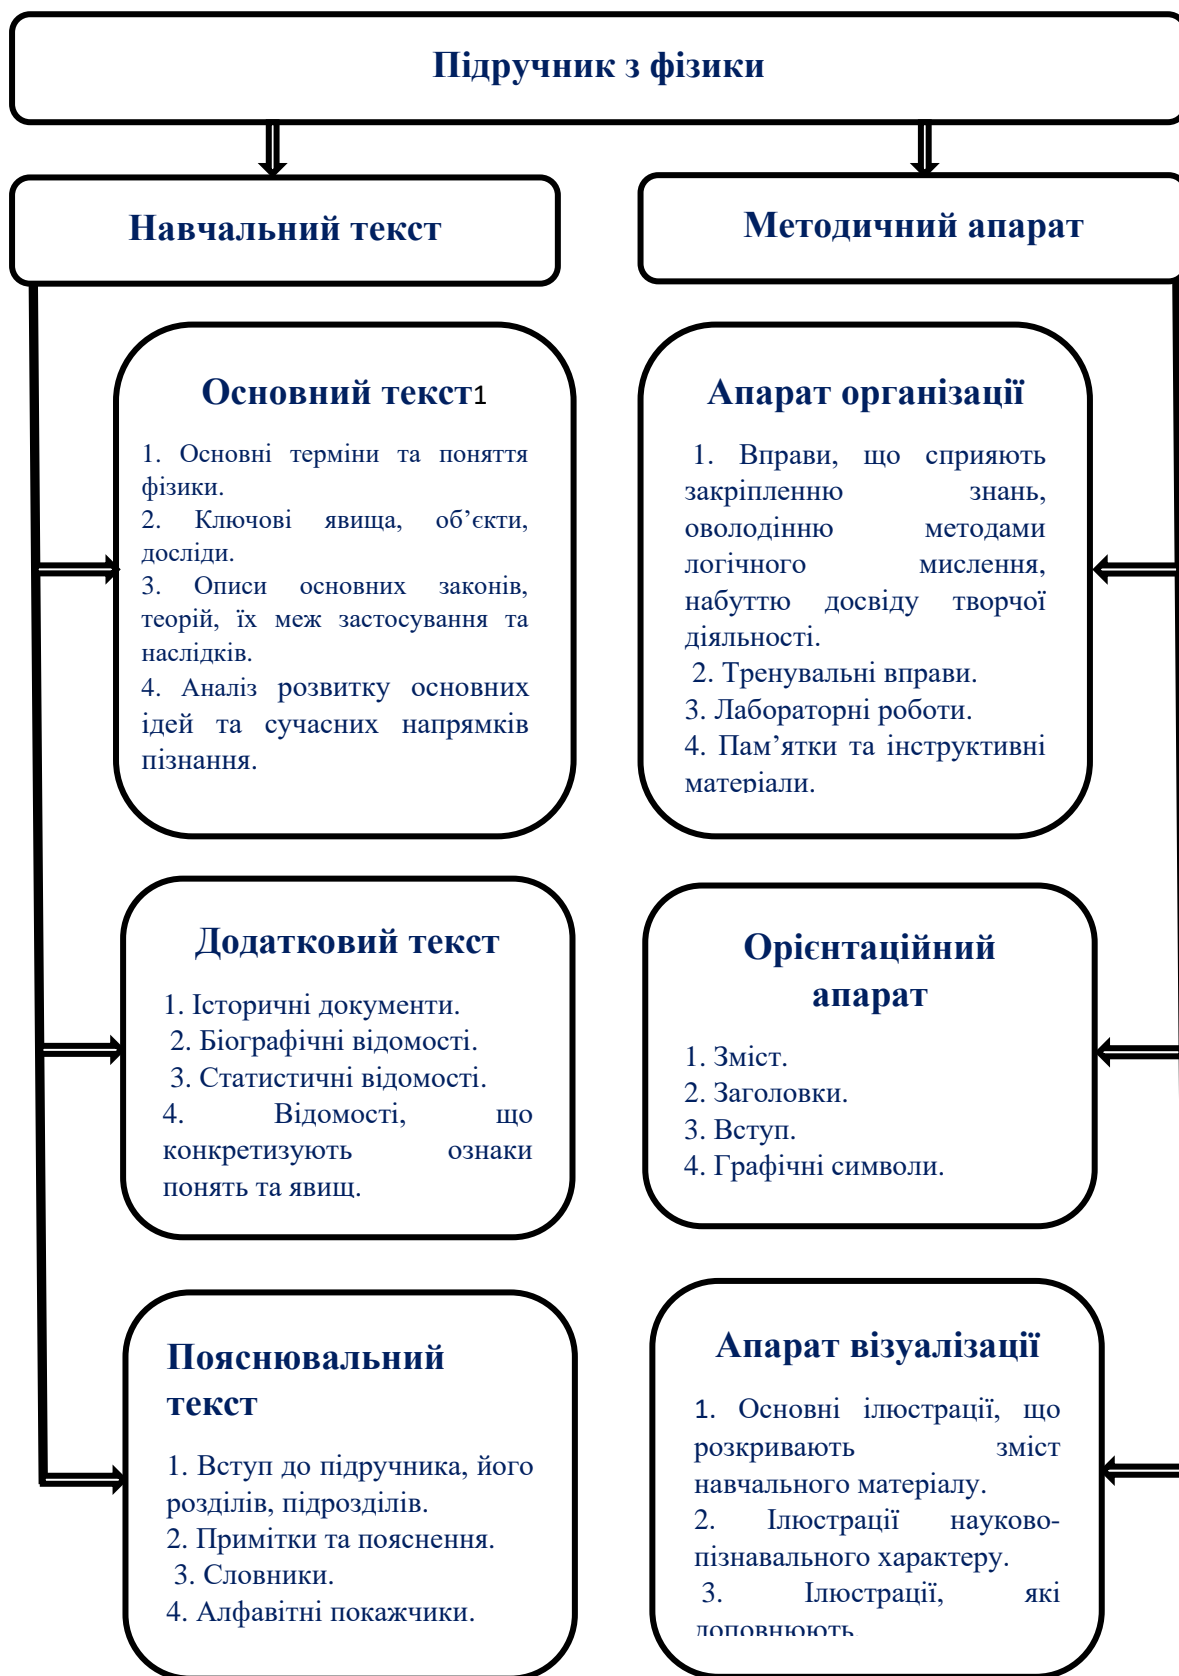 Підручник з фізики
Навчальний текст
Методичний апарат
Основний текст1
1. Основні терміни та поняття
фізики.
2. Ключові явища, об’єкти,
досліди.
3. Описи основних законів,
теорій, їх меж застосування та
наслідків.
4. Аналіз розвитку основних
ідей та сучасних напрямків
пізнання.
Апарат організації
1. Вправи, що сприяють
закріпленню знань,
оволодінню методами
логічного мислення,
набуттю досвіду творчої
діяльності.
2. Тренувальні вправи.
3. Лабораторні роботи.
4. Пам’ятки та інструктивні
матеріали.
Додатковий текст
1. Історичні документи.
2. Біографічні відомості.
3. Статистичні відомості.
4. Відомості, що
конкретизують ознаки
понять та явищ.
Орієнтаційний
апарат
1. Зміст.
2. Заголовки.
3. Вступ.
4. Графічні символи.
Пояснювальний
текст
1. Вступ до підручника, його
розділів, підрозділів.
2. Примітки та пояснення.
3. Словники.
4. Алфавітні покажчики.
Апарат візуалізації
1. Основні ілюстрації, що
розкривають зміст
навчального матеріалу.
2. Ілюстрації науково-
пізнавального характеру.
3. Ілюстрації, які
доповнюють.